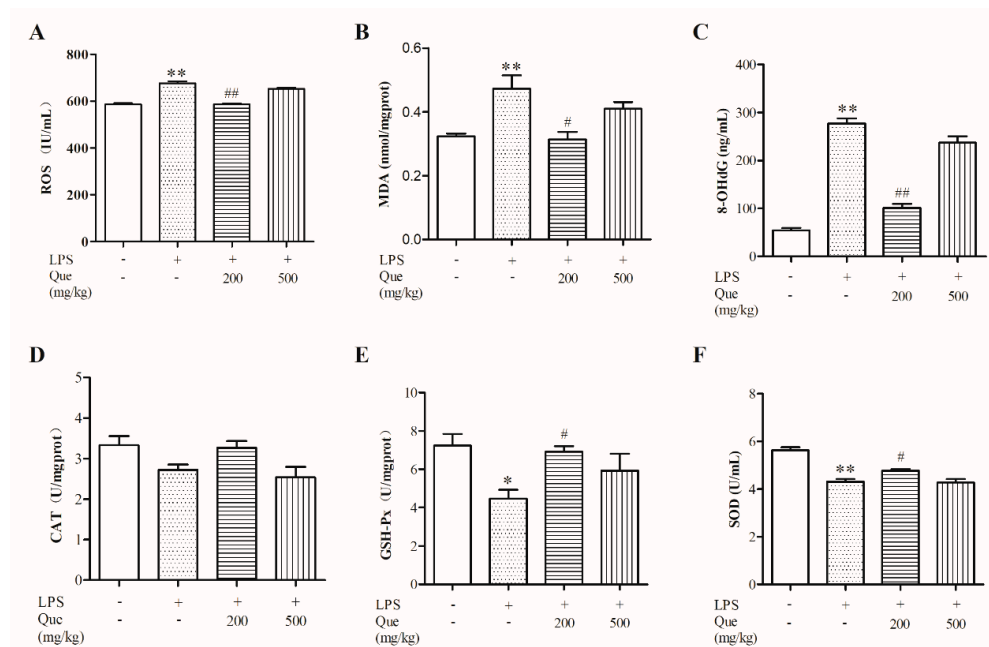 A
ROS （IU/mL）
800
600
400
200
0
**
##
LPS - + + +
Que - - 200 500
(mg/kg)
B
MDA (nmol/mgprot)
0.6
0.4
0.2
0.0
**
#
LPS - + + +
Que - - 200 500
(mg/kg)
C
8-OHdG (ng/mL)
400
300
200
100
0
**
##
LPS - + + +
Que - - 200 500
(mg/kg)
D
CAT （U/mgprot）
5
4
3
2
1
0
LPS - + + +
Que - - 200 500
(mg/kg)
E
GSH-Px （U/mgprot）
10
8
6
4
2
0
*
#
LPS - + + +
Que - - 200 500
(mg/kg)
F
SOD (U/mL)
8
6
4
2
0
**
#
LPS - + + +
Que - - 200 500
(mg/kg)